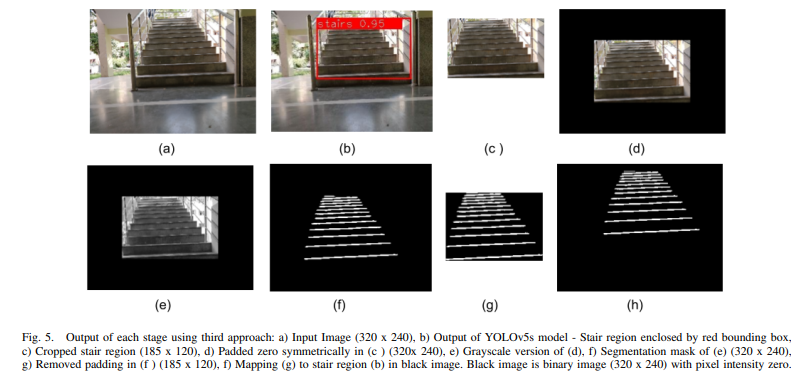 stairs 0.95
(a)
(b)
(c )
(d)
(e)
(f)
(g)
(h)
Fig. 5. Output of each stage using third approach: a) Input Image (320 x 240), b) Output of YOLOv5s model - Stair region enclosed by red bounding box,
c) Cropped stair region (185 x 120), d) Padded zero symmetrically in (c ) (320x 240), e) Grayscale version of (d), f) Segmentation mask of (e) (320 x 240),
g) Removed padding in (f ) (185 x 120), f) Mapping (g) to stair region (b) in black image. Black image is binary image (320 x 240) with pixel intensity zero.